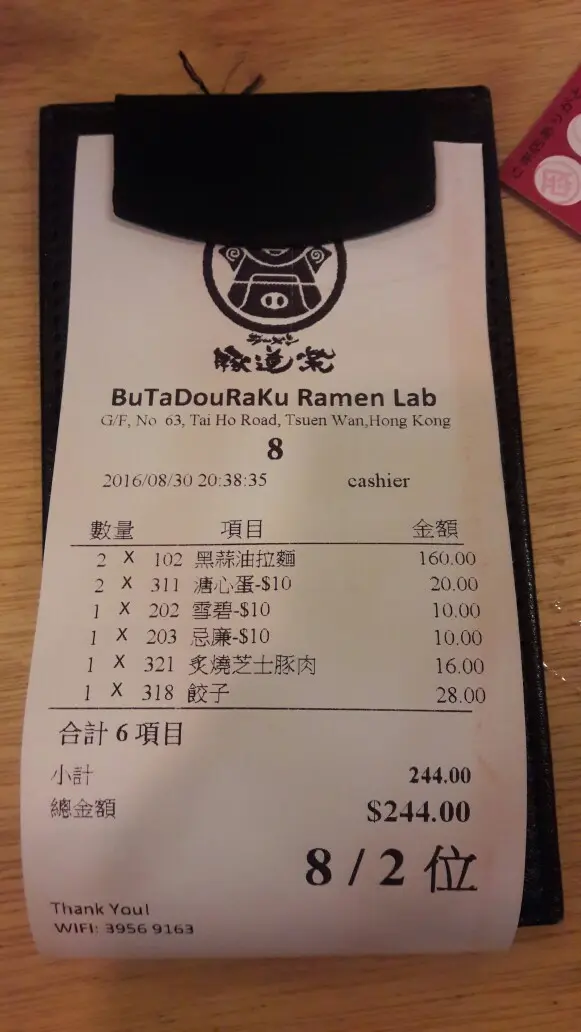 ラーメン
豚道楽
BuTaDouRaKu Ramen Lab
G/F, No 63, Tai Ho Road, Tsuen Wan,Hong Kong
8
2016/08/30 20:38:35 cashier
數量 項目 金額
2 X 102 黑蒜油拉麵 160.00
2 X 311 溏心蛋-$10 20.00
1 X 202 雪碧-$10 10.00
1 X 203 忌廉-$10 10.00
1 X 321 炙燒芝士豚肉 16.00
1 X 318 餃子 28.00
合計 6 項目
小計 244.00
總金額 $244.00
8 / 2 位
Thank You!
WIFI: 3956 9163